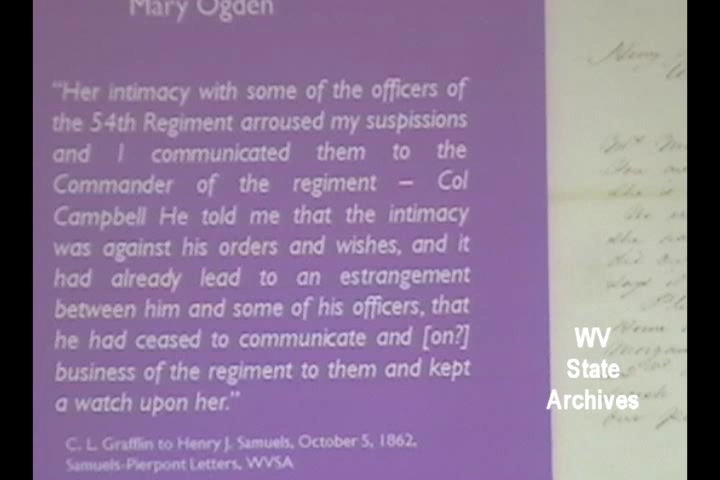 Mary Ogden
"Her intimacy with some of the officers of
the 54th Regiment arroused my suspissions
and I communicated them to the
Commander of the regiment – Col
Campbell He told me that the intimacy
was against his orders and wishes, and it
had already lead to an estrangement
between him and some of his officers, that
he had ceased to communicate and [on?]
business of the regiment to them and kept
a watch upon her."
C. L. Grafflin to Henry J. Samuels, October 5, 1862,
Samuels-Pierpont Letters, WVSA
Henry
WV
State
Archives